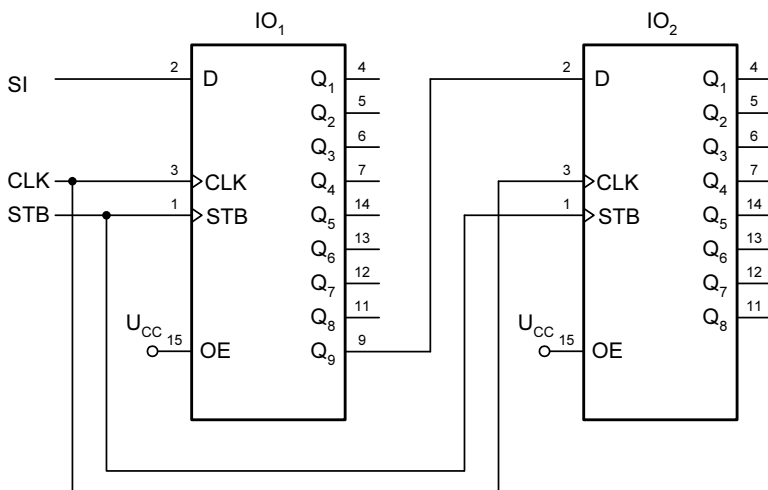 IO1 IO2
SI 2 D Q1 4 2 D Q1 4
Q2 5 Q2 5
Q3 6 Q3 6
CLK 3 CLK Q4 7 3 CLK Q4 7
STB 1 STB Q5 14 1 STB Q5 14
Q6 13 Q6 13
Q7 12 Q7 12
UCC Q8 11 UCC Q8 11
15 OE Q9 9 15 OE